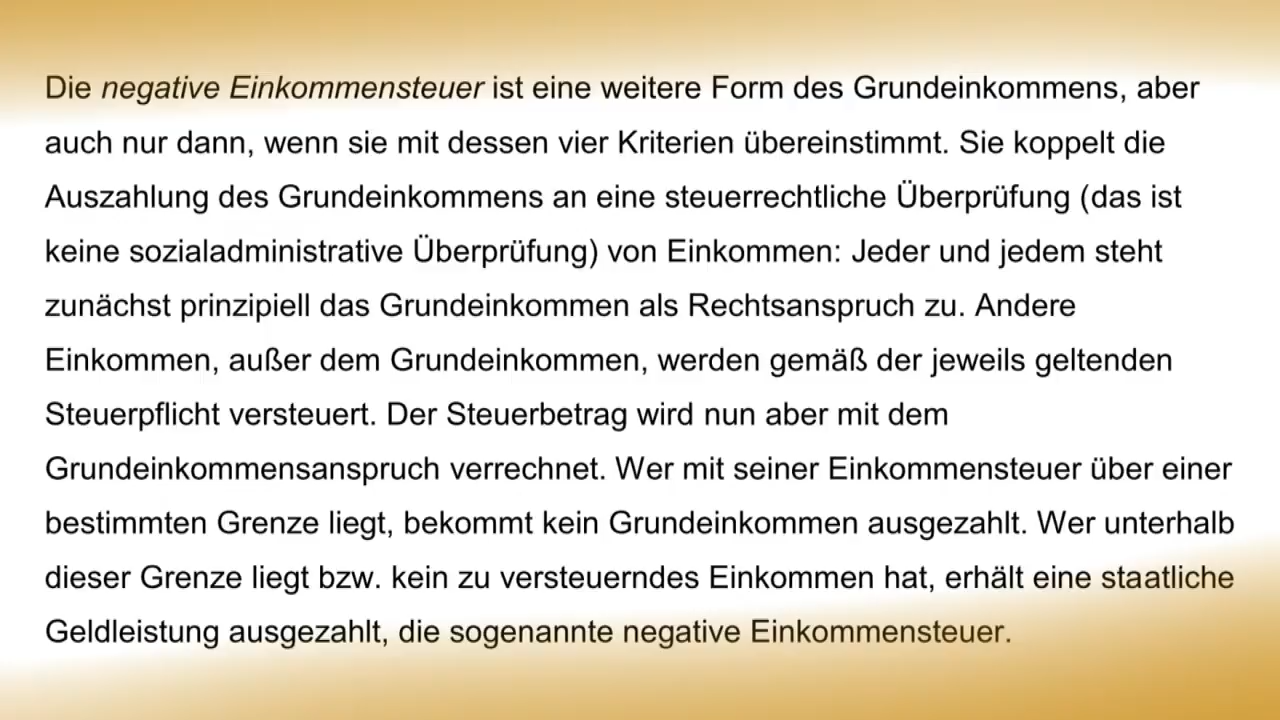 Die negative Einkommensteuer ist eine weitere Form des Grundeinkommens, aber
auch nur dann, wenn sie mit dessen vier Kriterien übereinstimmt. Sie koppelt die
Auszahlung des Grundeinkommens an eine steuerrechtliche Überprüfung (das ist
keine sozialadministrative Überprüfung) von Einkommen: Jeder und jedem steht
zunächst prinzipiell das Grundeinkommen als Rechtsanspruch zu. Andere
Einkommen, außer dem Grundeinkommen, werden gemäß der jeweils geltenden
Steuerpflicht versteuert. Der Steuerbetrag wird nun aber mit dem
Grundeinkommensanspruch verrechnet. Wer mit seiner Einkommensteuer über einer
bestimmten Grenze liegt, bekommt kein Grundeinkommen ausgezahlt. Wer unterhalb
dieser Grenze liegt bzw. kein zu versteuerndes Einkommen hat, erhält eine staatliche
Geldleistung ausgezahlt, die sogenannte negative Einkommensteuer.